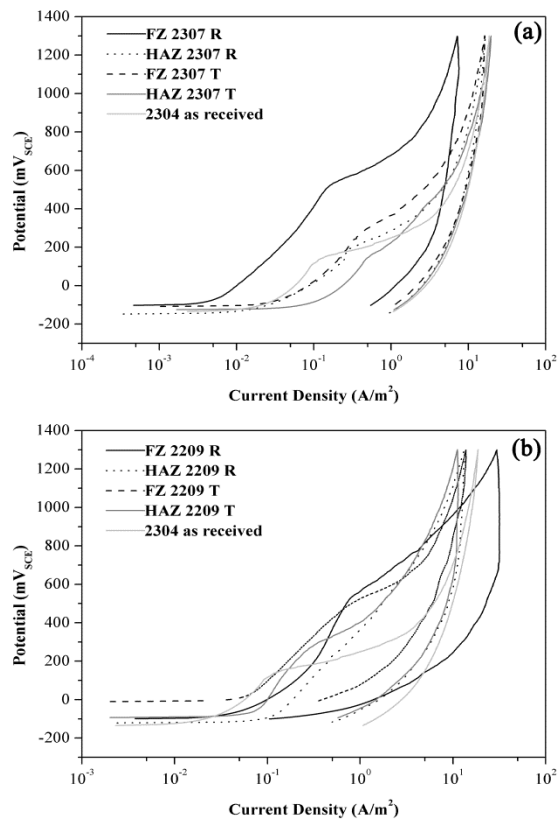 (a)
FZ 2307 R
HAZ 2307 R
FZ 2307 T
HAZ 2307 T
2304 as received
1400
1200
1000
800
600
400
200
0
-200
Potential (mV_SCE)
10^-4
10^-3
10^-2
10^-1
10^0
10^1
10^2
Current Density (A/m^2)
(b)
FZ 2209 R
HAZ 2209 R
FZ 2209 T
HAZ 2209 T
2304 as received
1400
1200
1000
800
600
400
200
0
-200
Potential (mV_SCE)
10^-3
10^-2
10^-1
10^0
10^1
10^2
Current Density (A/m^2)